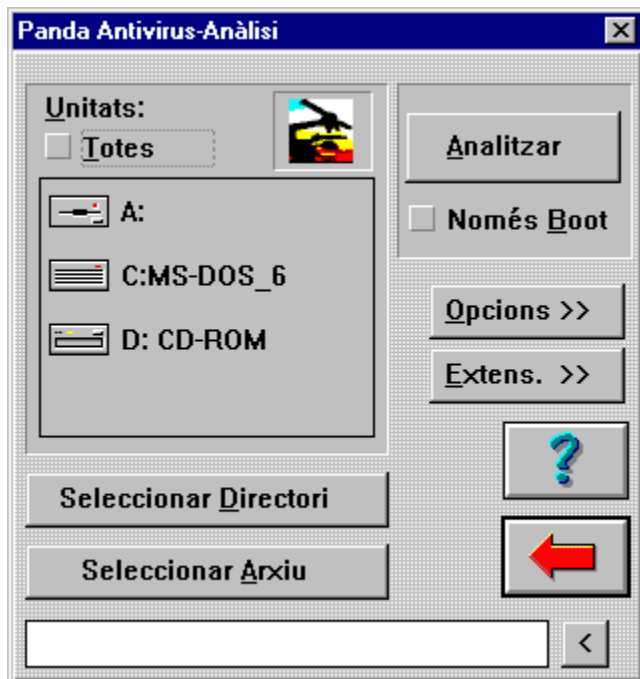 Panda Antivirus-Anàlisi
Unitats:
Totes
A:
C:MS-DOS_6
D: CD-ROM
Analitzar
Només Boot
Opcions >>
Extens. >>
Seleccionar Directori
Seleccionar Arxiu
<